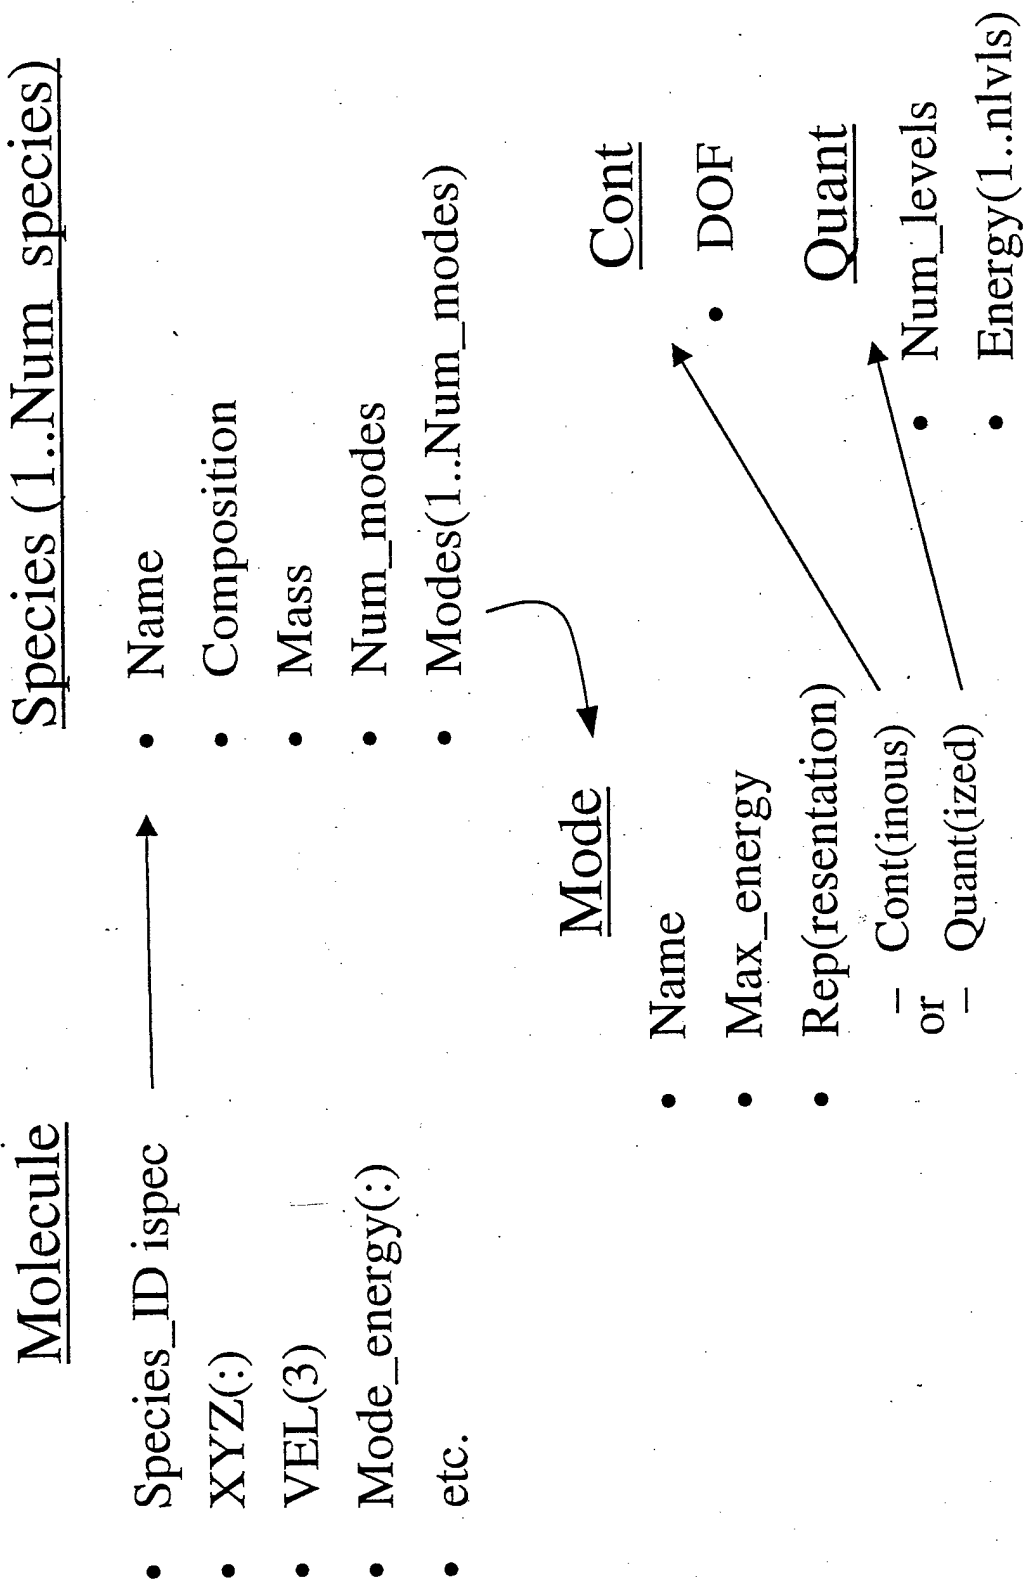 Molecule
• Species_ID ispec
• XYZ(:)
• VEL(3)
• Mode_energy(:)
• etc.
Species (1..Num_species)
• Name
• Composition
• Mass
• Num_modes
• Modes(1..Num_modes)
Mode
• Name
• Max_energy
• Rep(resentation)
– Cont(inous)
or
– Quant(ized)
Cont
• DOF
Quant
• Num_levels
• Energy(1..nlvls)